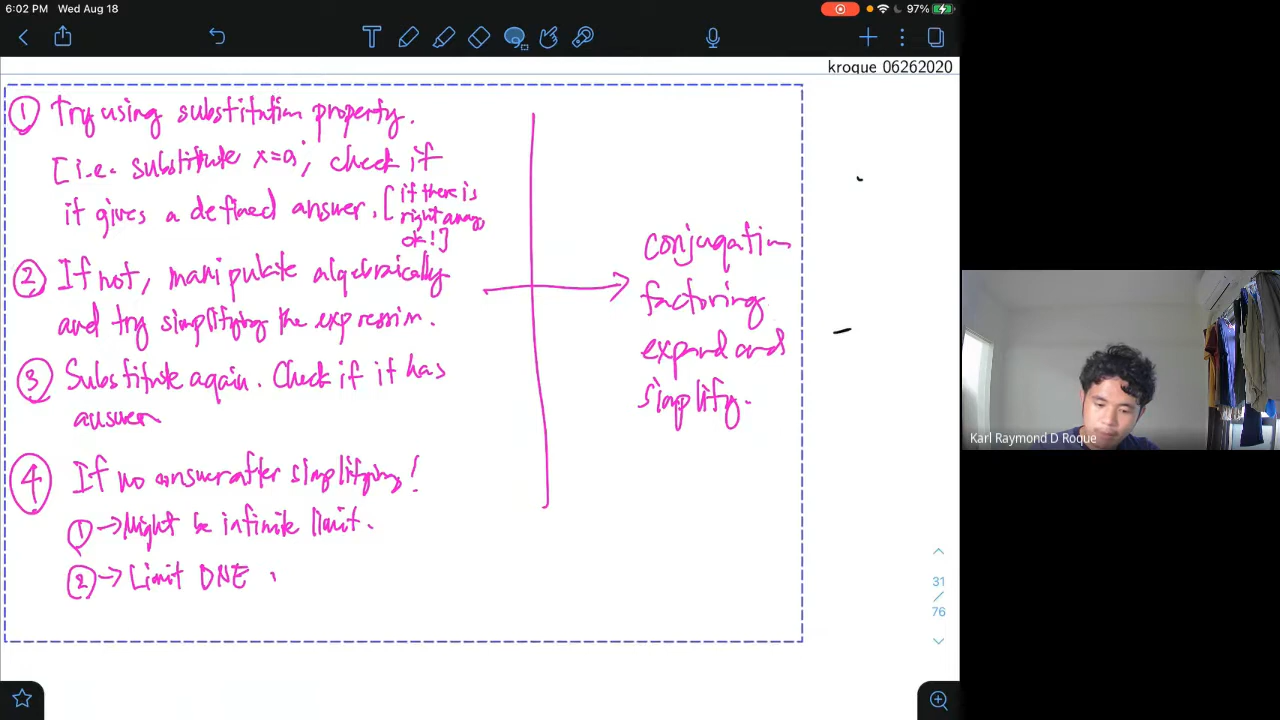 6:02 PM Wed Aug 18
97%
kroque 06262020
① Try using substitution property.
[i.e. substitute x=a; check if
it gives a defined answer. [if there is
right away,
ok!]
② If not, manipulate algebraically
and try simplifying the expression.
③ Substitute again. Check if it has
answer
④ If no answer after simplifying!
① → Might be infinite limit.
② → Limit DNE
conjugation
factoring
expand and
simplify.
31
/
76
Karl Raymond D Roque